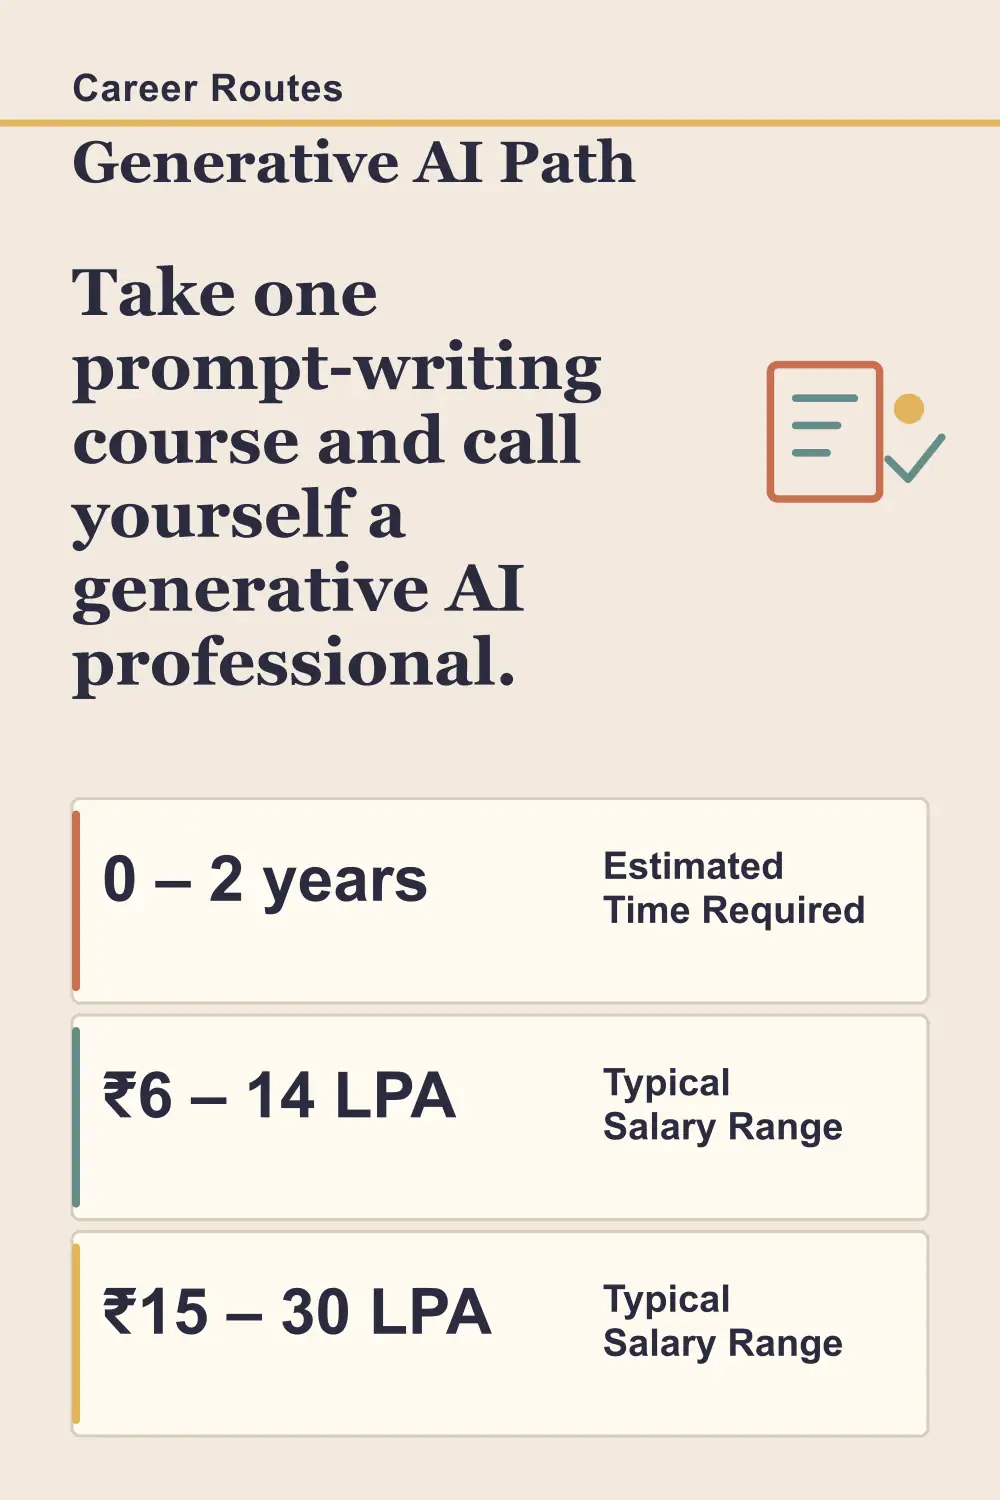 Career Routes
Generative AI Path
Take one
prompt-writing
course and call
yourself a
generative AI
professional.
0 – 2 years
Estimated
Time Required
₹6 – 14 LPA
Typical
Salary Range
₹15 – 30 LPA
Typical
Salary Range